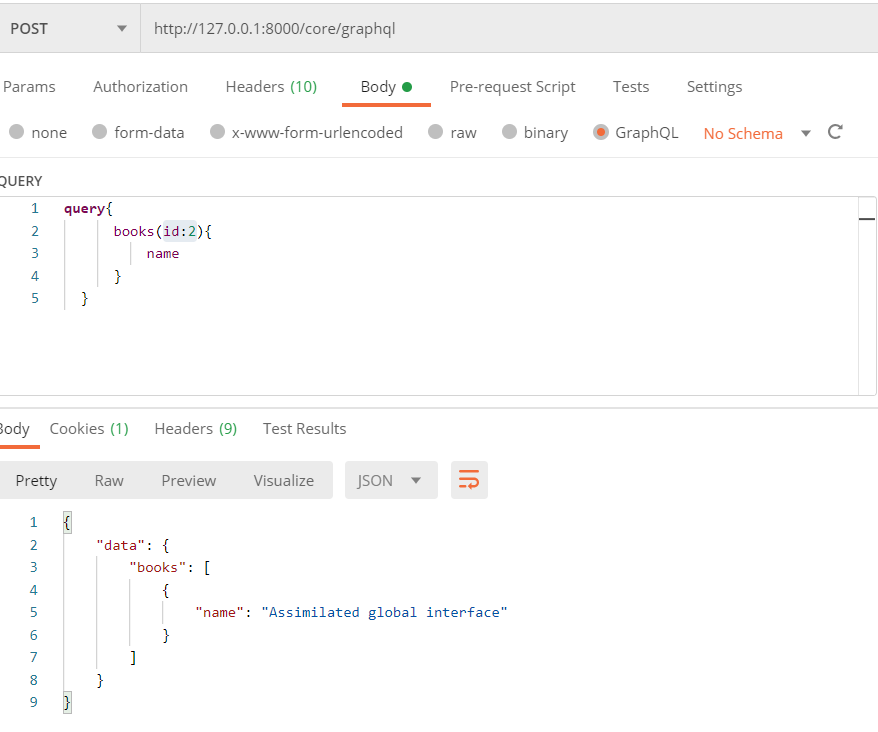 POST http://127.0.0.1:8000/core/graphql
Params Authorization Headers (10) Body Pre-request Script Tests Settings
none form-data x-www-form-urlencoded raw binary GraphQL No Schema
QUERY
1 query{
2 books(id:2){
3 name
4 }
5 }
Body Cookies (1) Headers (9) Test Results
Pretty Raw Preview Visualize JSON
1 {
2 "data": {
3 "books": [
4 {
5 "name": "Assimilated global interface"
6 }
7 ]
8 }
9 }